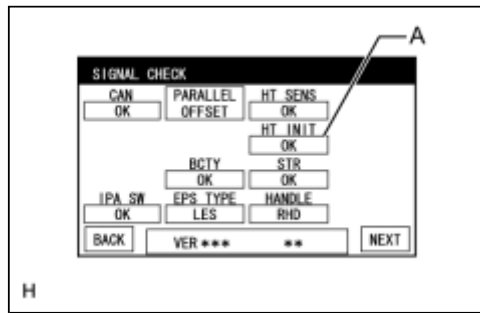 A
SIGNAL CHECK
CAN PARALLEL HT SENS
OK OFFSET OK
HT INIT
OK
BCTY STR
OK OK
IPA SW EPS TYPE HANDLE
OK LES RHD
BACK VER *** ** NEXT
H